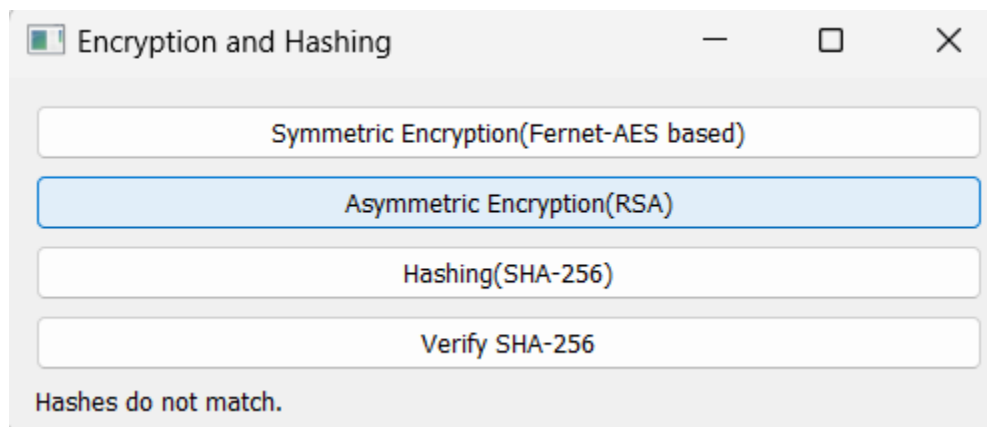 Encryption and Hashing
Symmetric Encryption(Fernet-AES based)
Asymmetric Encryption(RSA)
Hashing(SHA-256)
Verify SHA-256
Hashes do not match.